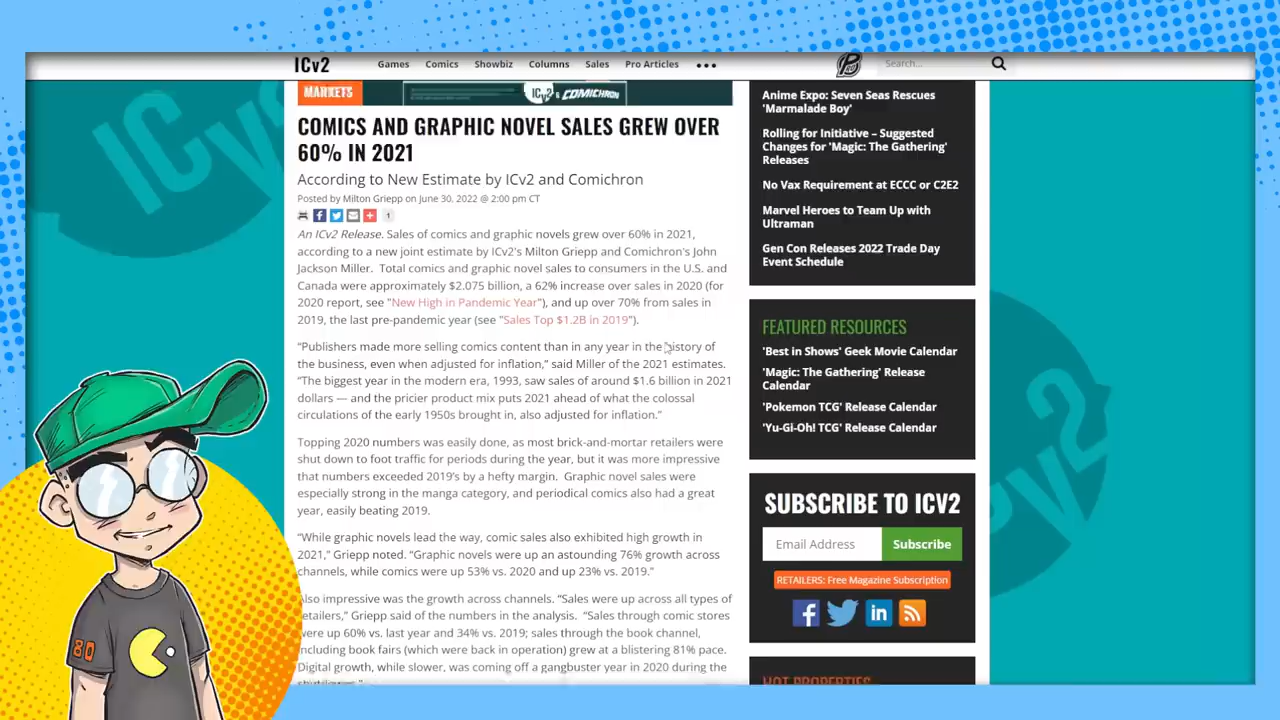 ICv2
Games Comics Showbiz Columns Sales Pro Articles •••
Search...
MARKETS
ICv2 & COMICHRON
COMICS AND GRAPHIC NOVEL SALES GREW OVER
60% IN 2021
According to New Estimate by ICv2 and Comichron
Posted by Milton Griepp on June 30, 2022 @ 2:00 pm CT
1
An ICv2 Release. Sales of comics and graphic novels grew over 60% in 2021,
according to a new joint estimate by ICv2's Milton Griepp and Comichron's John
Jackson Miller. Total comics and graphic novel sales to consumers in the U.S. and
Canada were approximately $2.075 billion, a 62% increase over sales in 2020 (for
2020 report, see "New High in Pandemic Year"), and up over 70% from sales in
2019, the last pre-pandemic year (see "Sales Top $1.2B in 2019").
“Publishers made more selling comics content than in any year in the history of
the business, even when adjusted for inflation,” said Miller of the 2021 estimates.
“The biggest year in the modern era, 1993, saw sales of around $1.6 billion in 2021
dollars — and the pricier product mix puts 2021 ahead of what the colossal
circulations of the early 1950s brought in, also adjusted for inflation.”
Topping 2020 numbers was easily done, as most brick-and-mortar retailers were
shut down to foot traffic for periods during the year, but it was more impressive
that numbers exceeded 2019’s by a hefty margin. Graphic novel sales were
especially strong in the manga category, and periodical comics also had a great
year, easily beating 2019.
“While graphic novels lead the way, comic sales also exhibited high growth in
2021,” Griepp noted. “Graphic novels were up an astounding 76% growth across
channels, while comics were up 53% vs. 2020 and up 23% vs. 2019.”
Also impressive was the growth across channels. “Sales were up across all types of
retailers,” Griepp said of the numbers in the analysis. “Sales through comic stores
were up 60% vs. last year and 34% vs. 2019; sales through the book channel,
including book fairs (which were back in operation) grew at a blistering 81% pace.
Digital growth, while slower, was coming off a gangbuster year in 2020 during the
Anime Expo: Seven Seas Rescues
'Marmalade Boy'
Rolling for Initiative – Suggested
Changes for 'Magic: The Gathering'
Releases
No Vax Requirement at ECCC or C2E2
Marvel Heroes to Team Up with
Ultraman
Gen Con Releases 2022 Trade Day
Event Schedule
FEATURED RESOURCES
'Best in Shows' Geek Movie Calendar
'Magic: The Gathering' Release
Calendar
'Pokemon TCG' Release Calendar
'Yu-Gi-Oh! TCG' Release Calendar
SUBSCRIBE TO ICV2
Email Address Subscribe
RETAILERS: Free Magazine Subscription
HOT PROPERTIES
ICv2
ICv2
80